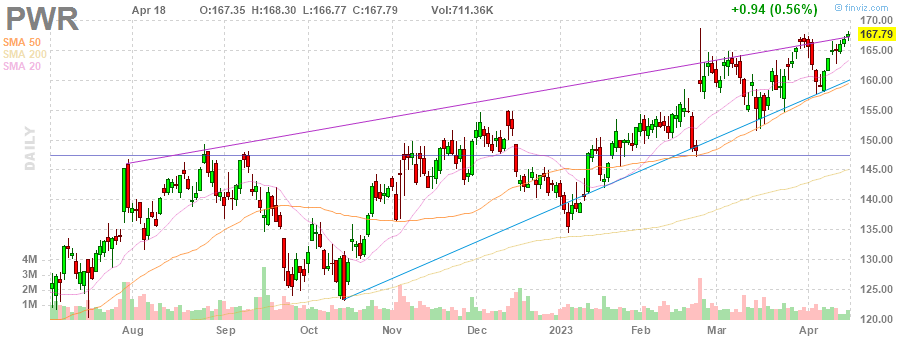 PWR Apr 18 O:167.35 H:168.30 L:166.77 C:167.79 Vol:711.36K +0.94 (0.56%)
© finviz.com
SMA 50
SMA 200
SMA 20
DAILY
170.00
167.79
165.00
160.00
155.00
150.00
145.00
140.00
135.00
130.00
125.00
120.00
4M
3M
2M
1M
Aug Sep Oct Nov Dec 2023 Feb Mar Apr